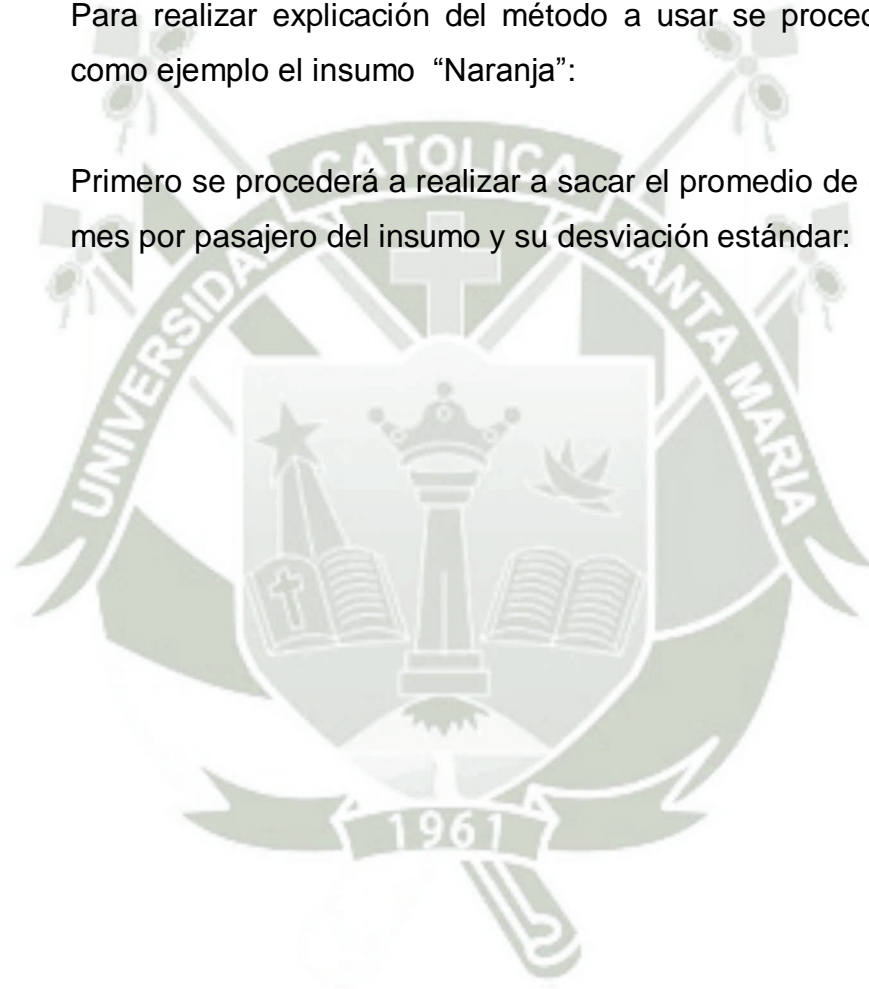 Para realizar explicación del método a usar se proced
como ejemplo el insumo “Naranja”:
Primero se procederá a realizar a sacar el promedio de
mes por pasajero del insumo y su desviación estándar:
UNIVERSIDAD CATOLICA SANTA MARIA
1961